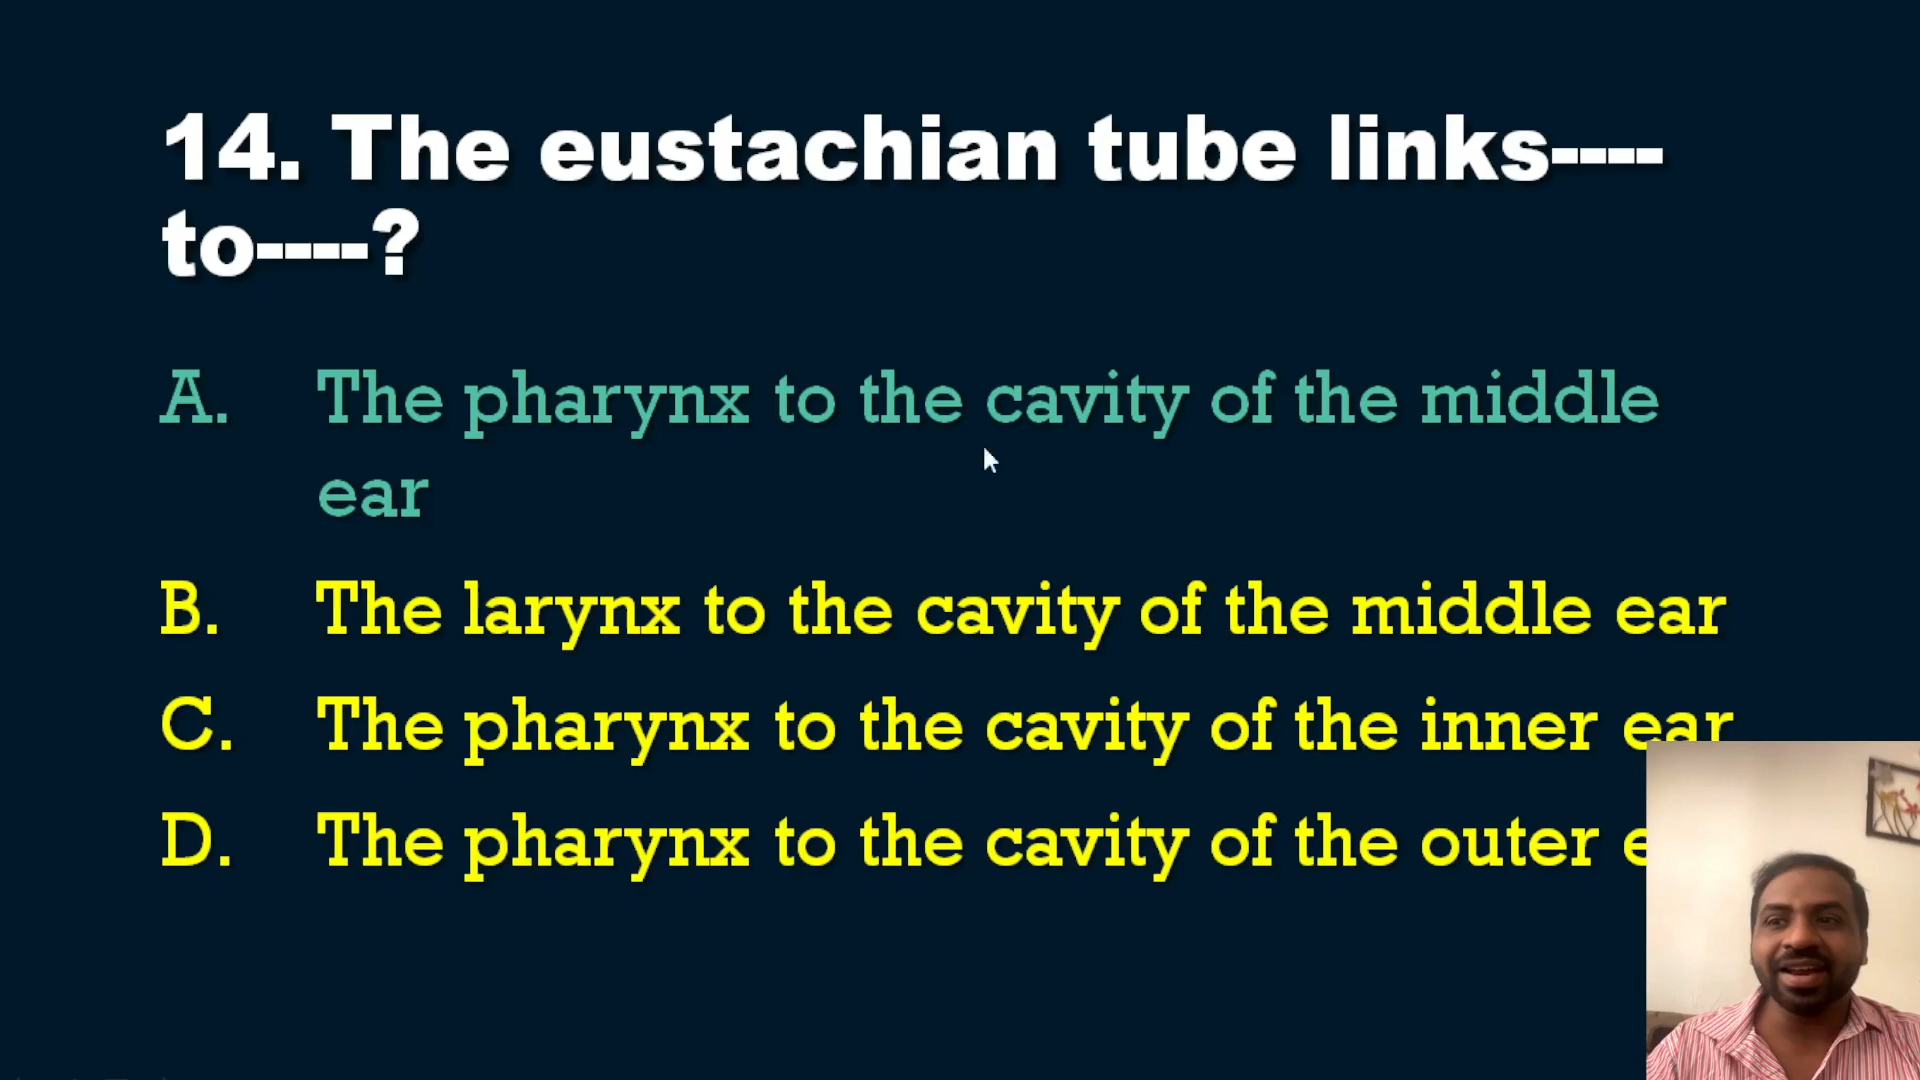 14. The eustachian tube links----
to----?
A. The pharynx to the cavity of the middle
ear
B. The larynx to the cavity of the middle ear
C. The pharynx to the cavity of the inner ear
D. The pharynx to the cavity of the outer